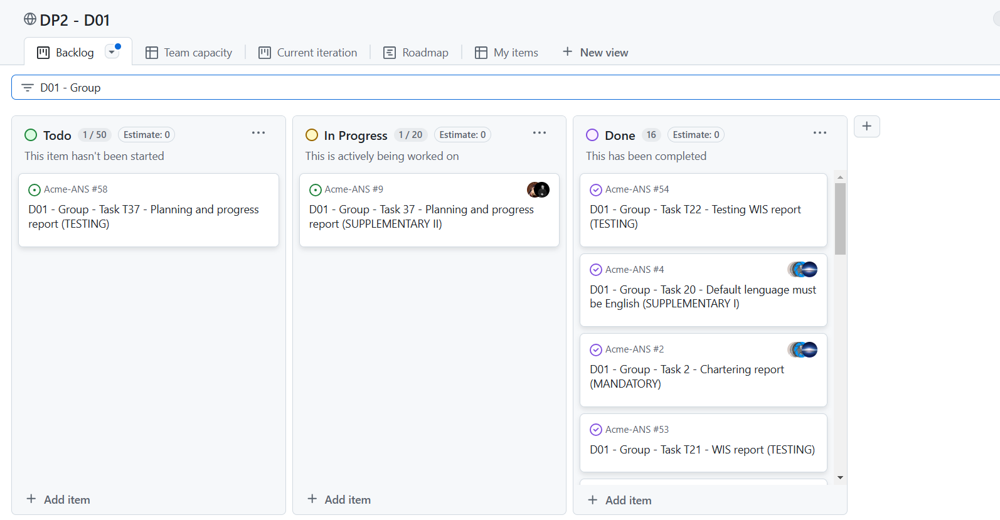 DP2 - D01
Backlog
Team capacity
Current iteration
Roadmap
My items
New view
D01 - Group
Todo 1 / 50 Estimate: 0
This item hasn't been started
Acme-ANS #58
D01 - Group - Task T37 - Planning and progress
report (TESTING)
Add item
In Progress 1 / 20 Estimate: 0
This is actively being worked on
Acme-ANS #9
D01 - Group - Task 37 - Planning and progress
report (SUPPLEMENTARY II)
Add item
Done 16 Estimate: 0
This has been completed
Acme-ANS #54
D01 - Group - Task T22 - Testing WIS report
(TESTING)
Acme-ANS #4
D01 - Group - Task 20 - Default lenguage must
be English (SUPPLEMENTARY I)
Acme-ANS #2
D01 - Group - Task 2 - Chartering report
(MANDATORY)
Acme-ANS #53
D01 - Group - Task T21 - WIS report (TESTING)
Add item